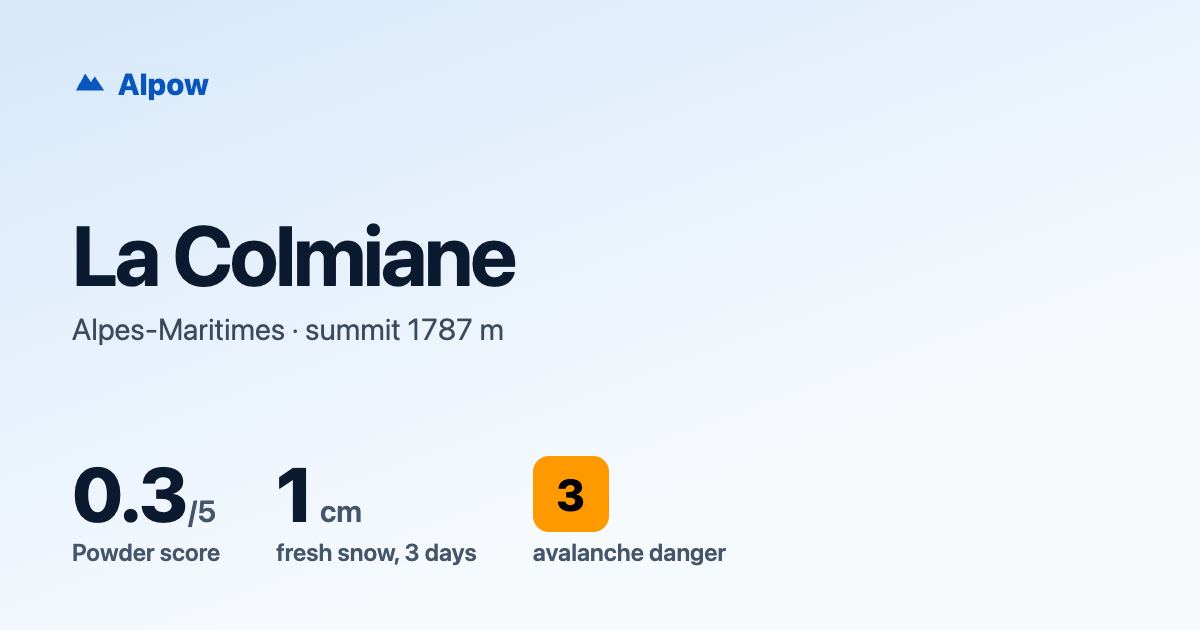 Alpow
La Colmiane
Alpes-Maritimes · summit 1787 m
0.3/5 1 cm 3
Powder score fresh snow, 3 days avalanche danger